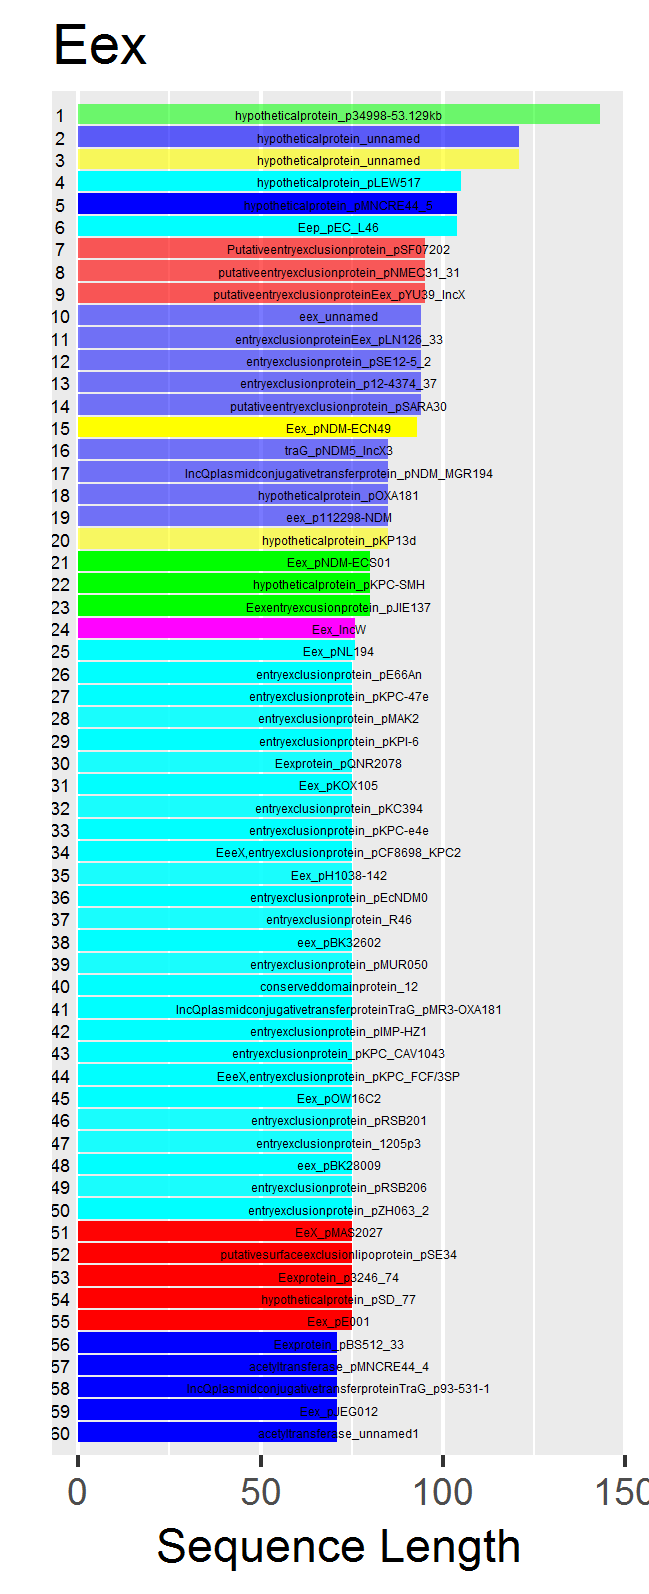 Eex
1 hypotheticalprotein_p34998-53.129kb
2 hypotheticalprotein_unnamed
3 hypotheticalprotein_unnamed
4 hypotheticalprotein_pLEW517
5 hypotheticalprotein_pMNCRE44_5
6 Eep_pEC_L46
7 Putativeentryexclusionprotein_pSF07202
8 putativeentryexclusionprotein_pNMEC31_31
9 putativeentryexclusionproteinEex_pYU39_IncX
10 eex_unnamed
11 entryexclusionproteinEex_pLN126_33
12 entryexclusionprotein_pSE12-5_2
13 entryexclusionprotein_p12-4374_37
14 putativeentryexclusionprotein_pSARA30
15 Eex_pNDM-ECN49
16 traG_pNDM5_IncX3
17 IncQplasmidconjugativetransferprotein_pNDM_MGR194
18 hypotheticalprotein_pOXA181
19 eex_p112298-NDM
20 hypotheticalprotein_pKP13d
21 Eex_pNDM-ECS01
22 hypotheticalprotein_pKPC-SMH
23 Eexentryexcusionprotein_pJIE137
24 Eex_IncW
25 Eex_pNL194
26 entryexclusionprotein_pE66An
27 entryexclusionprotein_pKPC-47e
28 entryexclusionprotein_pMAK2
29 entryexclusionprotein_pKPI-6
30 Eexprotein_pQNR2078
31 Eex_pKOX105
32 entryexclusionprotein_pKC394
33 entryexclusionprotein_pKPC-e4e
34 EeeX,entryexclusionprotein_pCF8698_KPC2
35 Eex_pH1038-142
36 entryexclusionprotein_pEcNDM0
37 entryexclusionprotein_R46
38 eex_pBK32602
39 entryexclusionprotein_pMUR050
40 conserveddomainprotein_12
41 IncQplasmidconjugativetransferproteinTraG_pMR3-OXA181
42 entryexclusionprotein_pIMP-HZ1
43 entryexclusionprotein_pKPC_CAV1043
44 EeeX,entryexclusionprotein_pKPC_FCF/3SP
45 Eex_pOW16C2
46 entryexclusionprotein_pRSB201
47 entryexclusionprotein_1205p3
48 eex_pBK28009
49 entryexclusionprotein_pRSB206
50 entryexclusionprotein_pZH063_2
51 EeX_pMAS2027
52 putativesurfaceexclusionlipoprotein_pSE34
53 Eexprotein_p3246_74
54 hypotheticalprotein_pSD_77
55 Eex_pE001
56 Eexprotein_pBS512_33
57 acetyltransferase_pMNCRE44_4
58 IncQplasmidconjugativetransferproteinTraG_p93-531-1
59 Eex_pJEG012
60 acetyltransferase_unnamed1
0 50 100 150
Sequence Length